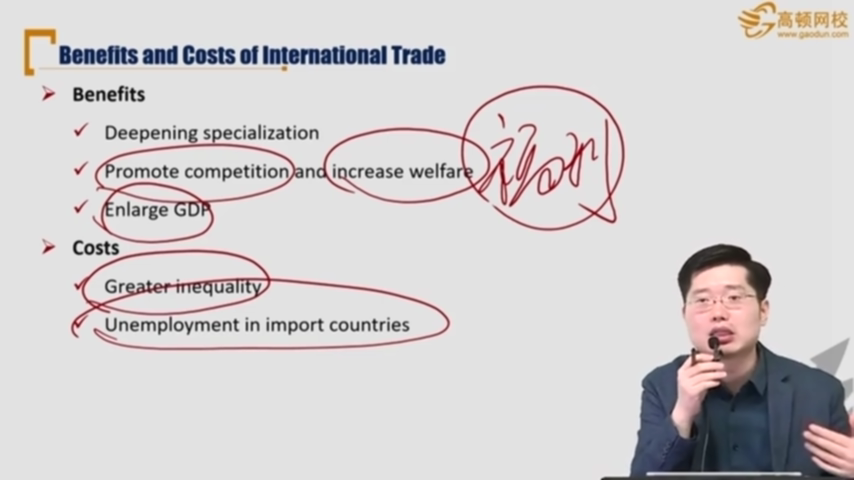 高顿网校
www.gaodun.com
Benefits and Costs of International Trade
Benefits
Deepening specialization
Promote competition and increase welfare
福利
Enlarge GDP
Costs
Greater inequality
Unemployment in import countries